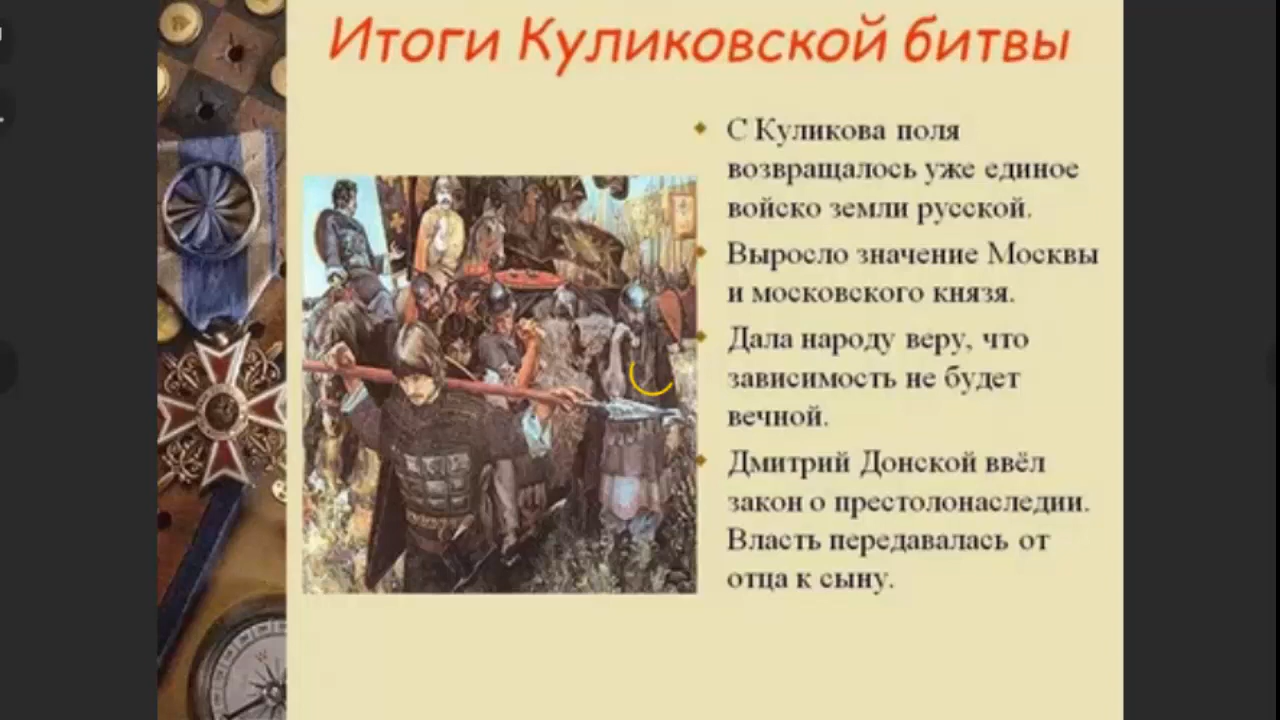 Итоги Куликовской битвы
С Куликова поля
возвращалось уже единое
войско земли русской.
Выросло значение Москвы
и московского князя.
Дала народу веру, что
зависимость не будет
вечной.
Дмитрий Донской ввёл
закон о престолонаследии.
Власть передавалась от
отца к сыну.